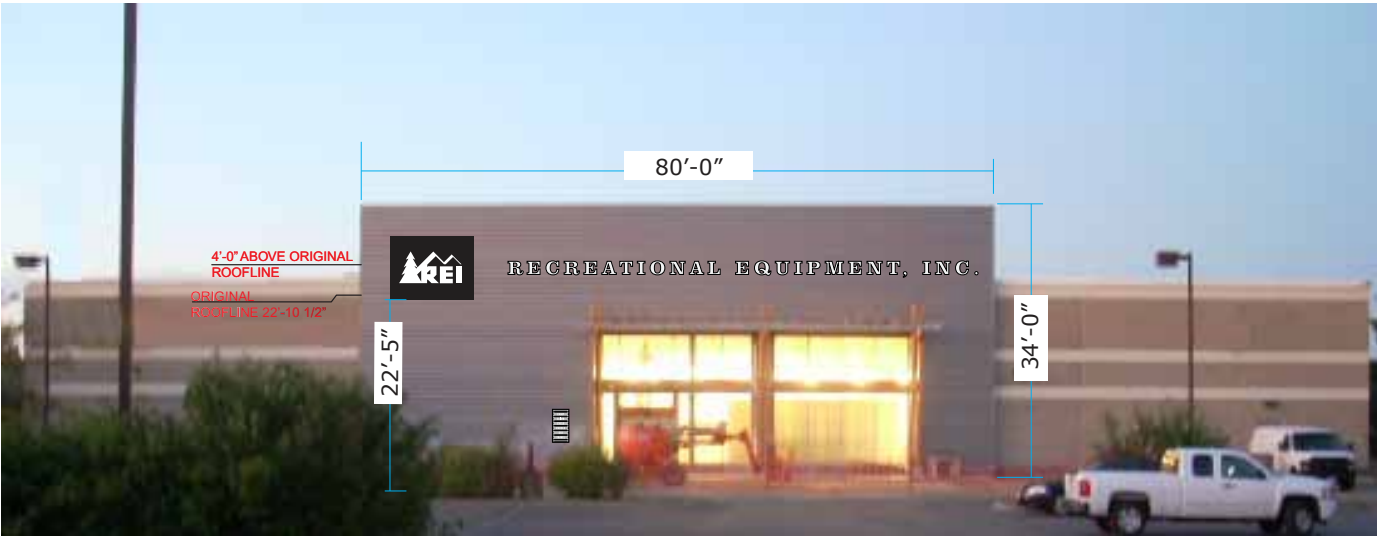 80′-0″
4'-0" ABOVE ORIGINAL
ROOFLINE
REI
RECREATIONAL EQUIPMENT, INC.
ORIGINAL
ROOFLINE 22'-10 1/2"
22′-5″
34′-0″